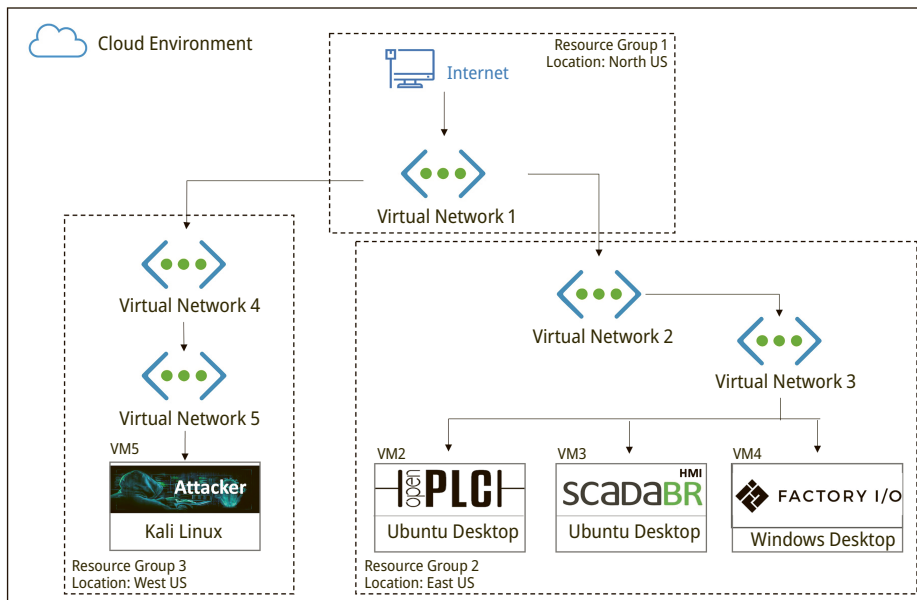 Cloud Environment
Resource Group 1
Location: North US
Internet
Virtual Network 1
Virtual Network 4
Virtual Network 5
VM5
Attacker
Kali Linux
Resource Group 3
Location: West US
Virtual Network 2
Virtual Network 3
VM2
open PLC
Ubuntu Desktop
VM3
HMI
SCADABR
Ubuntu Desktop
VM4
FACTORY I/O
Windows Desktop
Resource Group 2
Location: East US